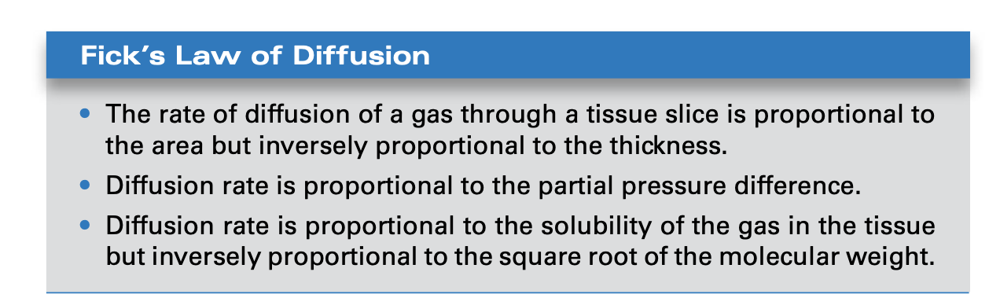 Fick’s Law of Diffusion
• The rate of diffusion of a gas through a tissue slice is proportional to
the area but inversely proportional to the thickness.
• Diffusion rate is proportional to the partial pressure difference.
• Diffusion rate is proportional to the solubility of the gas in the tissue
but inversely proportional to the square root of the molecular weight.